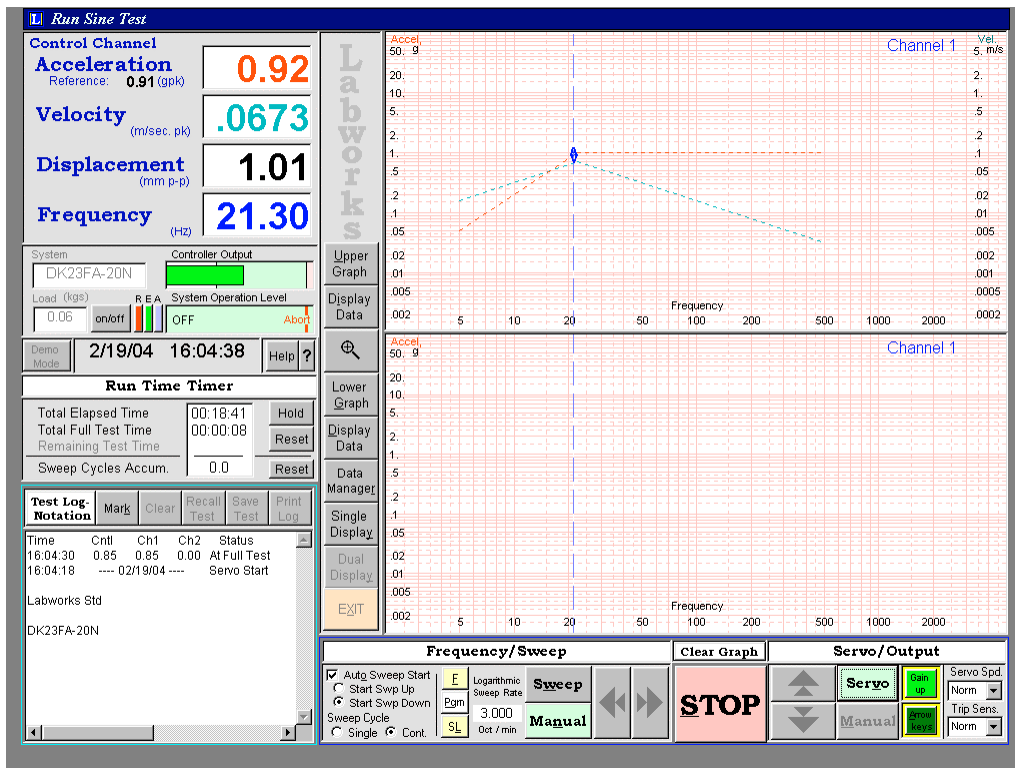 L Run Sine Test
Control Channel
Acceleration
Reference: 0.91 (gpk)
0.92
Velocity
(m/sec. pk)
.0673
Displacement
(mm p-p)
1.01
Frequency
(Hz)
21.30
System
DK23FA-20N
Controller Output
Load (kgs)
0.06
on/off
R E A
System Operation Level
OFF
Abort
Demo
Mode
2/19/04 16:04:38
Help ?
Run Time Timer
Total Elapsed Time 00:18:41 Hold
Total Full Test Time 00:00:08
Remaining Test Time
Reset
Sweep Cycles Accum. 0.0 Reset
Test Log-
Notation
Mark
Clear
Recall
Test
Save
Test
Print
Log
Time Cntl Ch1 Ch2 Status
16:04:30 0.85 0.85 0.00 At Full Test
16:04:18 ---- 02/19/04 ---- Servo Start
Labworks Std
DK23FA-20N
Labworks
Upper
Graph
Display
Data
Lower
Graph
Display
Data
Data
Manager
Single
Display
Dual
Display
EXIT
Accel,
50. g
20.
10.
.5
2.
.1
.5
.2
.1
.05
.02
.01
.005
.002
Channel 1
Vel.
5. m/s
2.
1.
.5
.2
.1
.05
.02
.01
.005
.002
.001
.0005
.0002
Frequency
5 10 20 50 100 200 500 1000 2000
Accel,
50. g
20.
10.
5.
2.
.1
.5
.2
.1
.05
.02
.01
.005
.002
Channel 1
Frequency
5 10 20 50 100 200 500 1000 2000
Frequency/Sweep
Auto Sweep Start
Start Swp Up
Start Swp Down
Sweep Cycle
Single Cont.
F
Pgm
SL
Logarithmic
Sweep Rate
3.000
Oct / min
Sweep
Manual
Clear Graph
STOP
Servo/Output
Servo
Manual
Gain
up
Arrow
keys
Servo Spd.
Norm
Trip Sens.
Norm